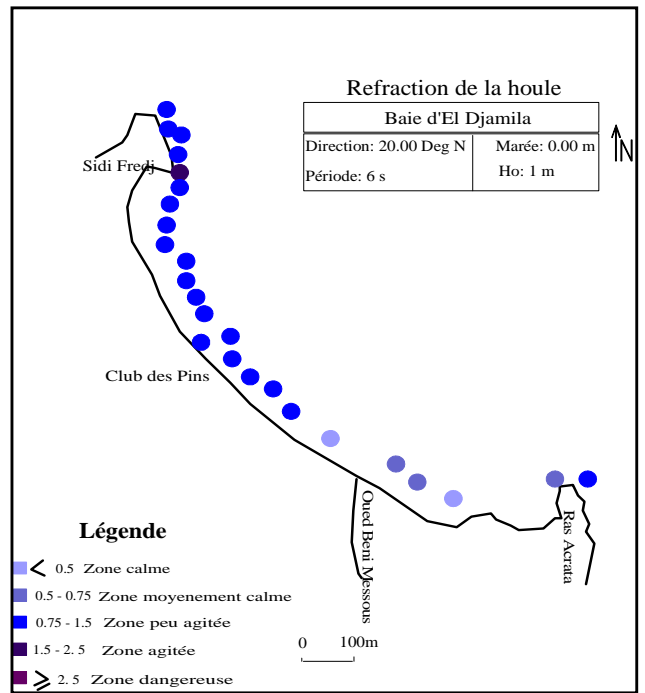 Refraction de la houle
Baie d'El Djamila
Direction: 20.00 Deg N
Marée: 0.00 m
Période: 6 s
Ho: 1 m
N
Sidi Fredj
Club des Pins
Oued Beni Messous
Ras Acrata
Légende
< 0.5 Zone calme
0.5 - 0.75 Zone moyenement calme
0.75 - 1.5 Zone peu agitée
1.5 - 2. 5 Zone agitée
⩾ 2. 5 Zone dangereuse
0 100m